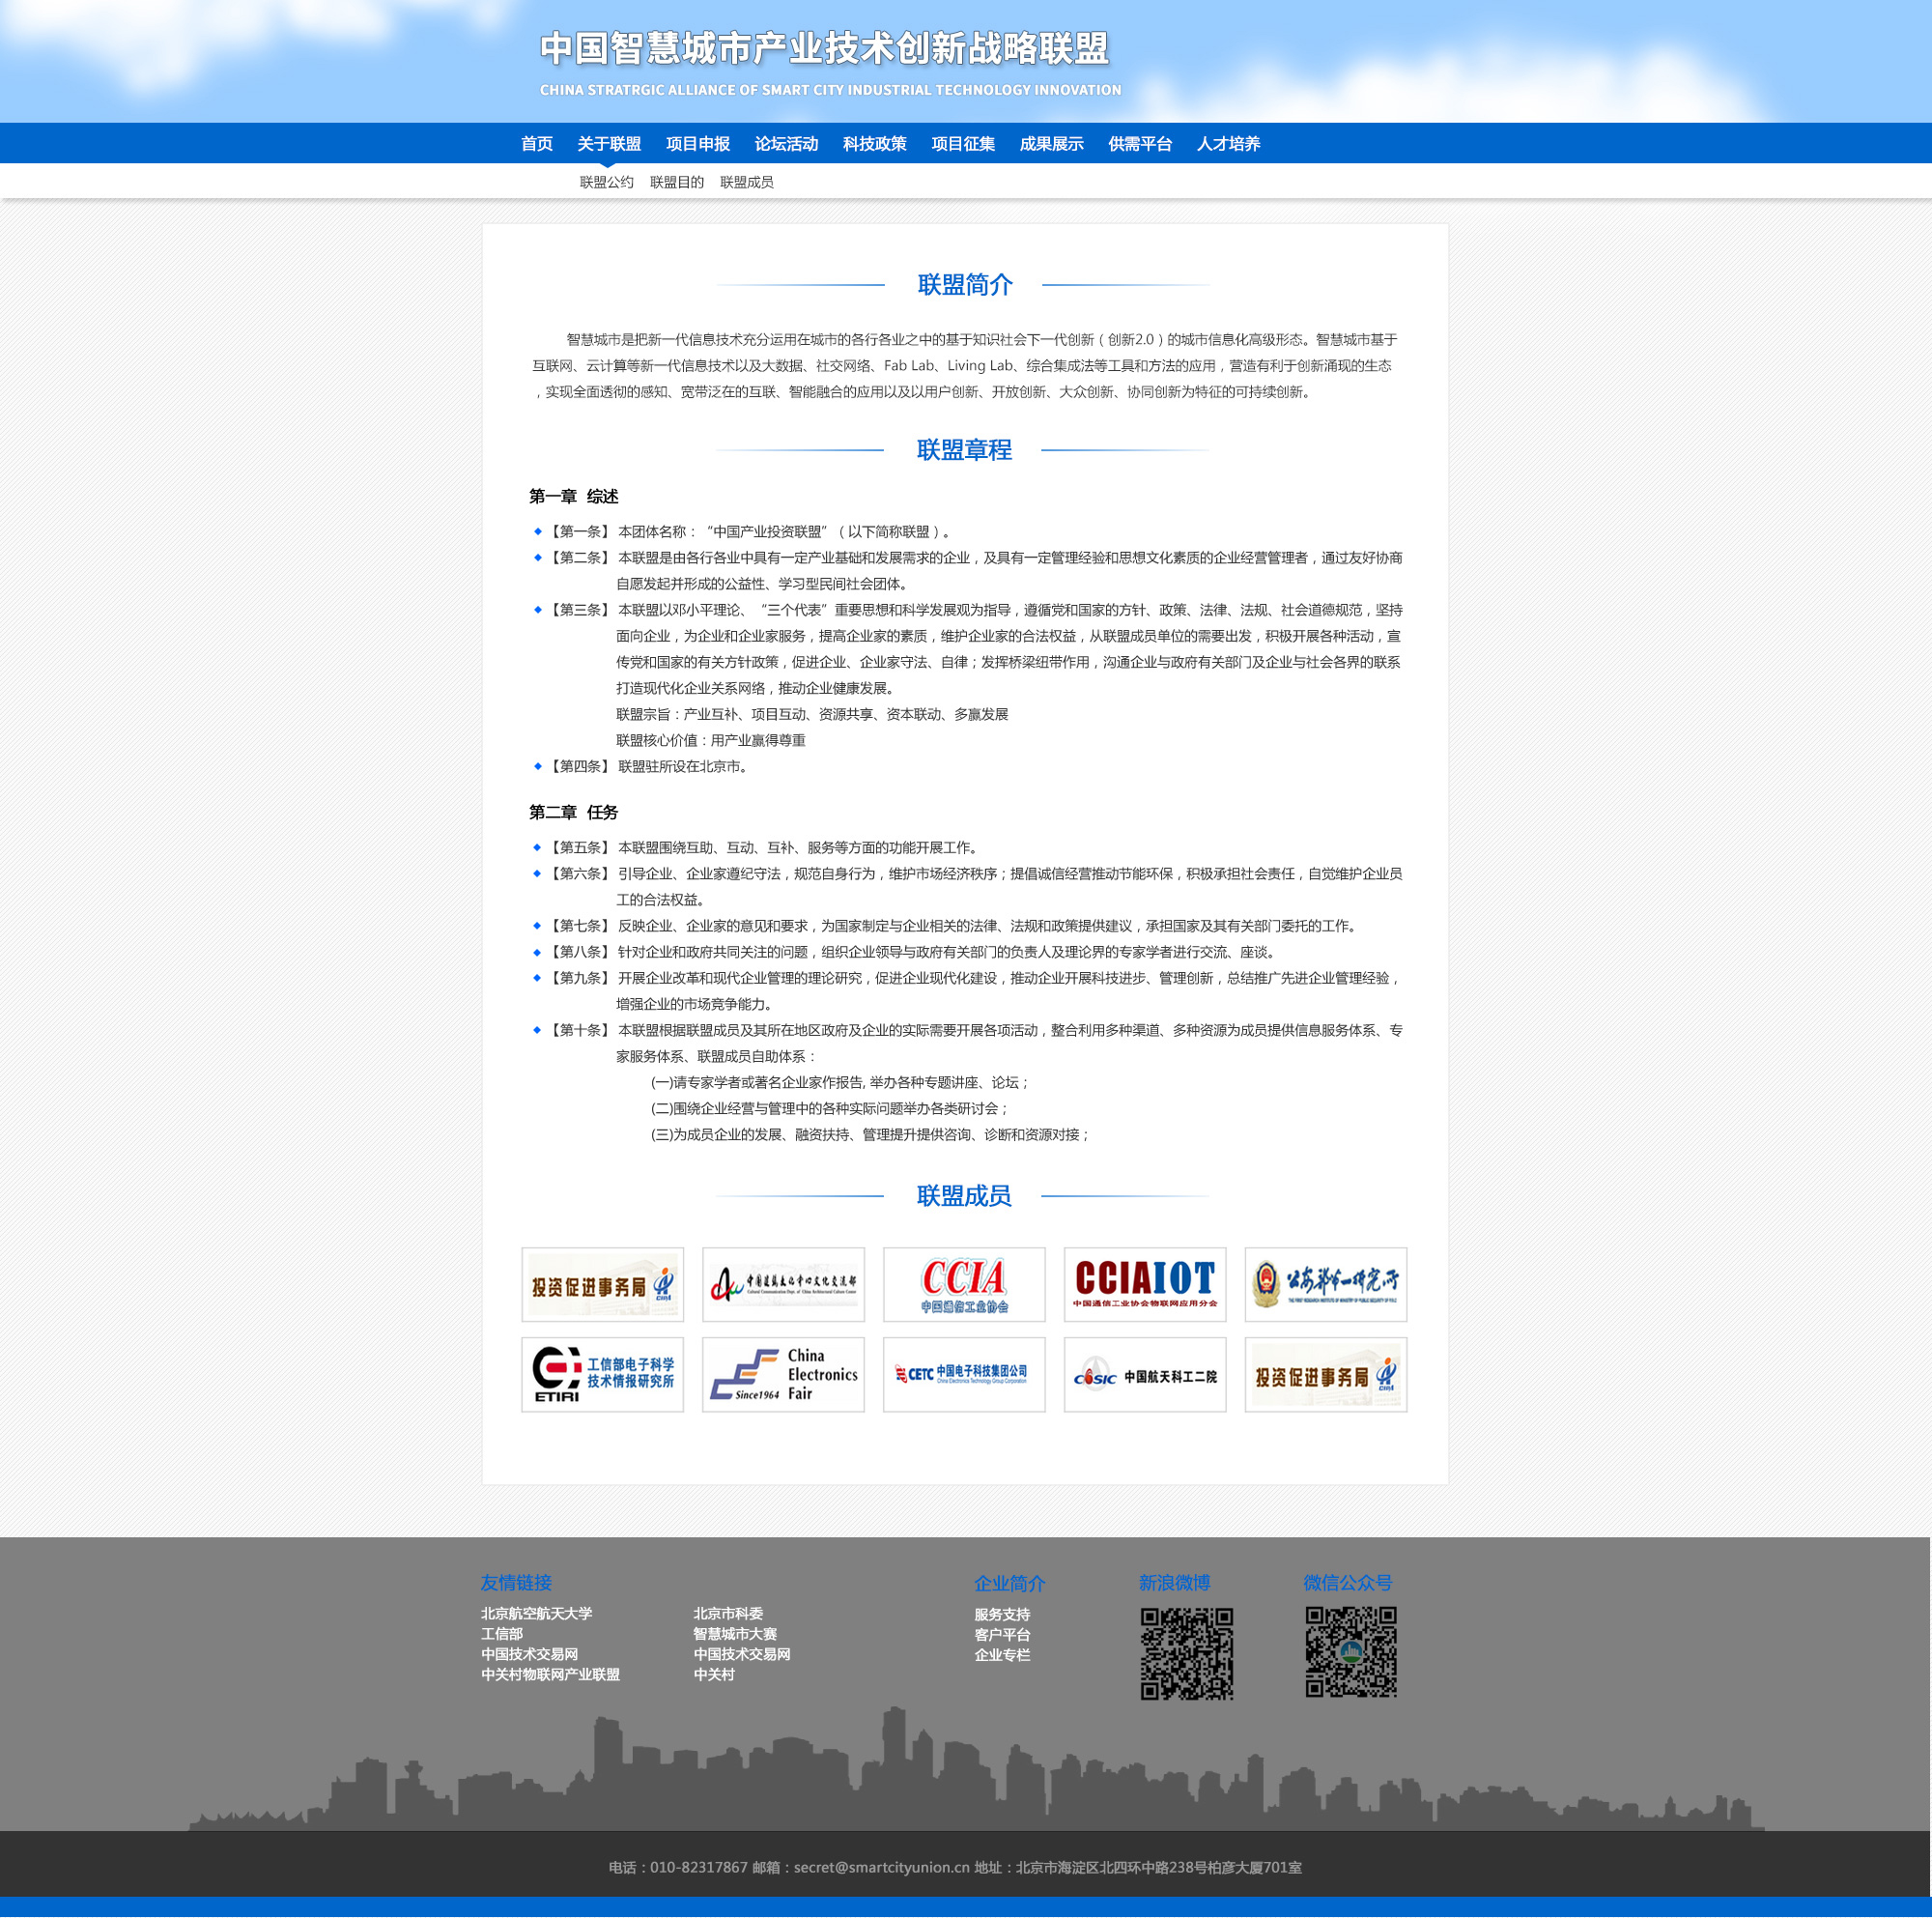 中国智慧城市产业技术创新战略联盟
CHINA STRATRGIC ALLIANCE OF SMART CITY INDUSTRIAL TECHNOLOGY INNOVATION
首页 关于联盟 项目申报 论坛活动 科技政策 项目征集 成果展示 供需平台 人才培养
联盟公约 联盟目的 联盟成员
联盟简介
智慧城市是把新一代信息技术充分运用在城市的各行各业之中的基于知识社会下一代创新（创新2.0）的城市信息化高级形态。智慧城市基于
互联网、云计算等新一代信息技术以及大数据、社交网络、Fab Lab、Living Lab、综合集成法等工具和方法的应用，营造有利于创新涌现的生态
，实现全面透彻的感知、宽带泛在的互联、智能融合的应用以及以用户创新、开放创新、大众创新、协同创新为特征的可持续创新。
联盟章程
第一章 综述
【第一条】 本团体名称：“中国产业投资联盟”（以下简称联盟）。
【第二条】 本联盟是由各行各业中具有一定产业基础和发展需求的企业，及具有一定管理经验和思想文化素质的企业经营管理者，通过友好协商
自愿发起并形成的公益性、学习型民间社会团体。
【第三条】 本联盟以邓小平理论、“三个代表”重要思想和科学发展观为指导，遵循党和国家的方针、政策、法律、法规、社会道德规范，坚持
面向企业，为企业和企业家服务，提高企业家的素质，维护企业家的合法权益，从联盟成员单位的需要出发，积极开展各种活动，宣
传党和国家的有关方针政策，促进企业、企业家守法、自律；发挥桥梁纽带作用，沟通企业与政府有关部门及企业与社会各界的联系
打造现代化企业关系网络，推动企业健康发展。
联盟宗旨：产业互补、项目互动、资源共享、资本联动、多赢发展
联盟核心价值：用产业赢得尊重
【第四条】 联盟驻所设在北京市。
第二章 任务
【第五条】 本联盟围绕互助、互动、互补、服务等方面的功能开展工作。
【第六条】 引导企业、企业家遵纪守法，规范自身行为，维护市场经济秩序；提倡诚信经营推动节能环保，积极承担社会责任，自觉维护企业员
工的合法权益。
【第七条】 反映企业、企业家的意见和要求，为国家制定与企业相关的法律、法规和政策提供建议，承担国家及其有关部门委托的工作。
【第八条】 针对企业和政府共同关注的问题，组织企业领导与政府有关部门的负责人及理论界的专家学者进行交流、座谈。
【第九条】 开展企业改革和现代企业管理的理论研究，促进企业现代化建设，推动企业开展科技进步、管理创新，总结推广先进企业管理经验，
增强企业的市场竞争能力。
【第十条】 本联盟根据联盟成员及其所在地区政府及企业的实际需要开展各项活动，整合利用多种渠道、多种资源为成员提供信息服务体系、专
家服务体系、联盟成员自助体系：
(一)请专家学者或著名企业家作报告, 举办各种专题讲座、论坛；
(二)围绕企业经营与管理中的各种实际问题举办各类研讨会；
(三)为成员企业的发展、融资扶持、管理提升提供咨询、诊断和资源对接；
联盟成员
投资促进事务局
中国建筑文化中心文化交流部
Cultural Communication Dept. of China Architectural Culture Center
CCIA
中国通信工业协会
CCIAIOT
中国通信工业协会物联网应用分会
公安部第一研究所
ETIRI
工信部电子科学
技术情报研究所
Since1964
China
Electronics
Fair
CETC 中国电子科技集团公司
China Electronics Technology Group Corporation
CASIC 中国航天科工二院
投资促进事务局
友情链接
北京航空航天大学 北京市科委
工信部 智慧城市大赛
中国技术交易网 中国技术交易网
中关村物联网产业联盟 中关村
企业简介
服务支持
客户平台
企业专栏
新浪微博
微信公众号
电话：010-82317867 邮箱：secret@smartcityunion.cn 地址：北京市海淀区北四环中路238号柏彦大厦701室